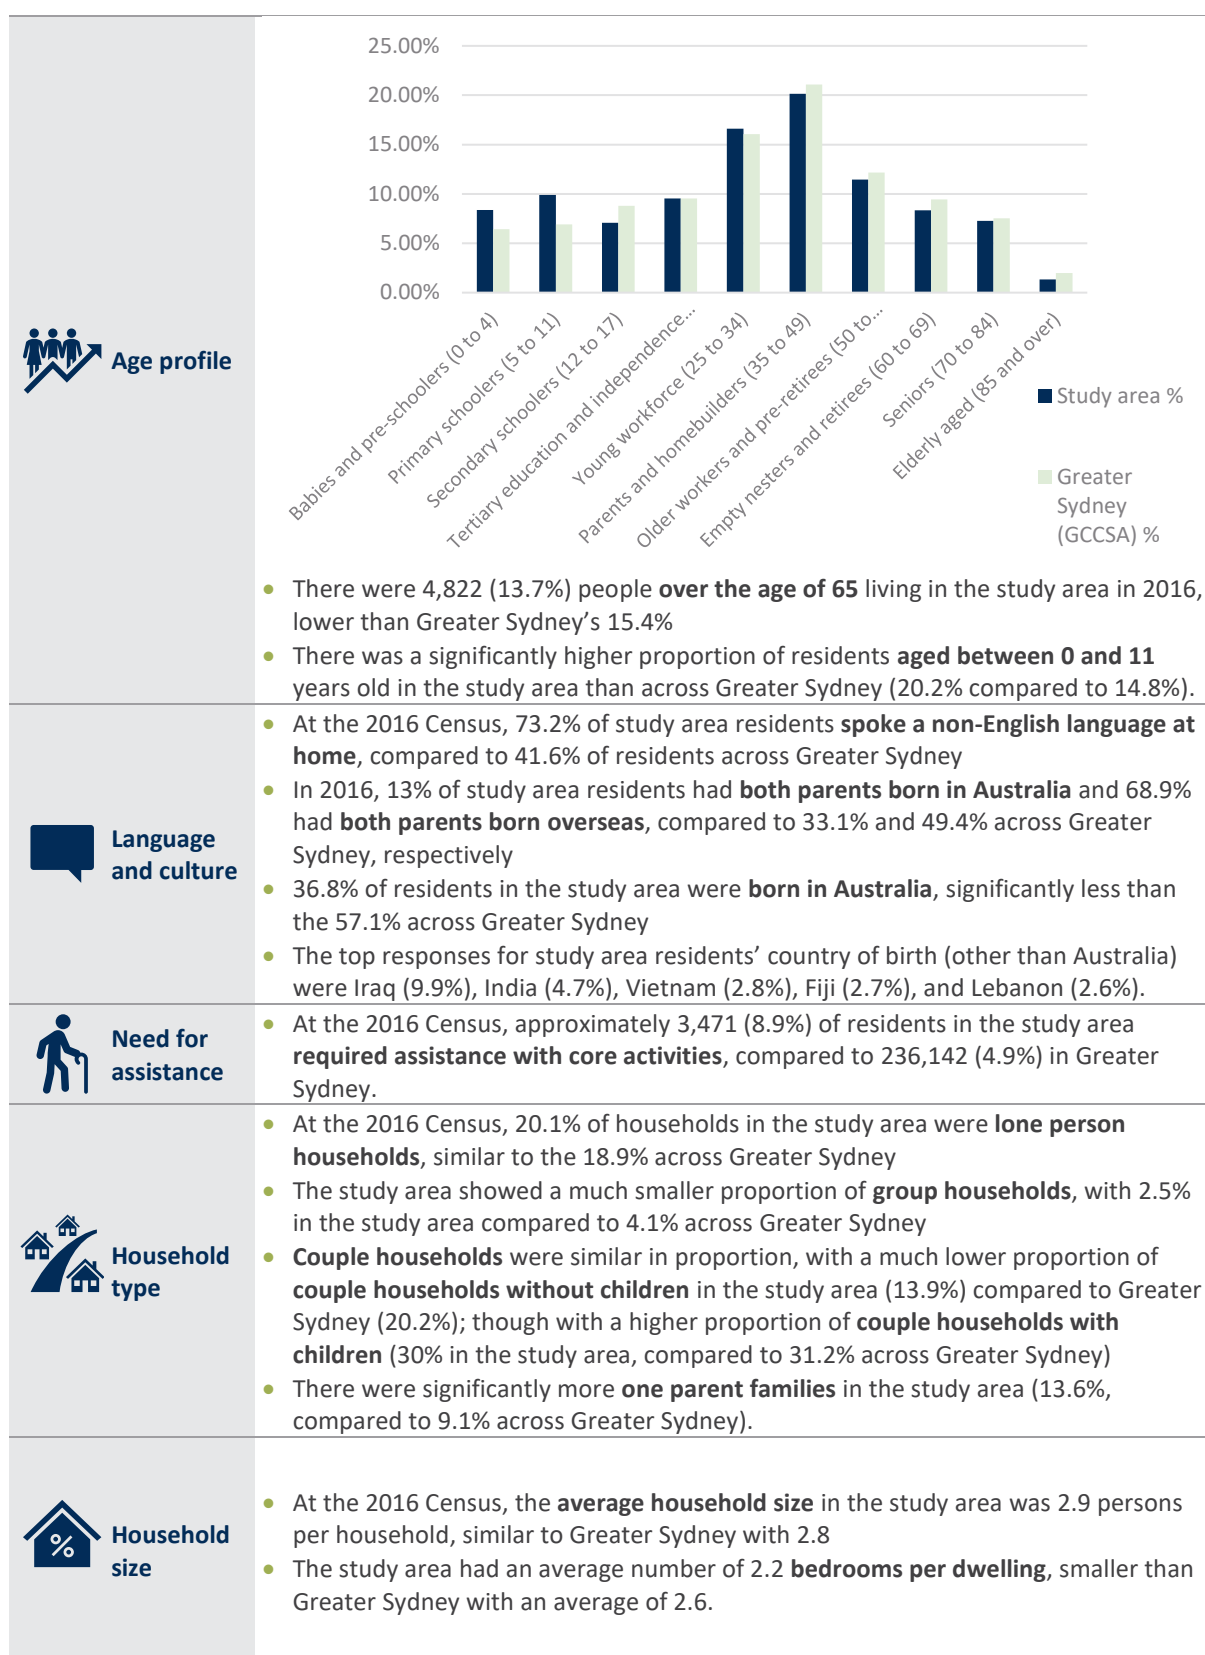 25.00%
20.00%
15.00%
10.00%
5.00%
0.00%
Babies and pre-schoolers (0 to 4)
Primary schoolers (5 to 11)
Secondary schoolers (12 to 17)
Tertiary education and independence...
Young workforce (25 to 34)
Parents and homebuilders (35 to 49)
Older workers and pre-retirees (50 to...
Empty nesters and retirees (60 to 69)
Seniors (70 to 84)
Elderly aged (85 and over)
Study area %
Greater
Sydney
(GCCSA) %
Age profile
• There were 4,822 (13.7%) people over the age of 65 living in the study area in 2016,
lower than Greater Sydney’s 15.4%
• There was a significantly higher proportion of residents aged between 0 and 11
years old in the study area than across Greater Sydney (20.2% compared to 14.8%).
Language
and culture
• At the 2016 Census, 73.2% of study area residents spoke a non-English language at
home, compared to 41.6% of residents across Greater Sydney
• In 2016, 13% of study area residents had both parents born in Australia and 68.9%
had both parents born overseas, compared to 33.1% and 49.4% across Greater
Sydney, respectively
• 36.8% of residents in the study area were born in Australia, significantly less than
the 57.1% across Greater Sydney
• The top responses for study area residents’ country of birth (other than Australia)
were Iraq (9.9%), India (4.7%), Vietnam (2.8%), Fiji (2.7%), and Lebanon (2.6%).
Need for
assistance
• At the 2016 Census, approximately 3,471 (8.9%) of residents in the study area
required assistance with core activities, compared to 236,142 (4.9%) in Greater
Sydney.
Household
type
• At the 2016 Census, 20.1% of households in the study area were lone person
households, similar to the 18.9% across Greater Sydney
• The study area showed a much smaller proportion of group households, with 2.5%
in the study area compared to 4.1% across Greater Sydney
• Couple households were similar in proportion, with a much lower proportion of
couple households without children in the study area (13.9%) compared to Greater
Sydney (20.2%); though with a higher proportion of couple households with
children (30% in the study area, compared to 31.2% across Greater Sydney)
• There were significantly more one parent families in the study area (13.6%,
compared to 9.1% across Greater Sydney).
%
Household
size
• At the 2016 Census, the average household size in the study area was 2.9 persons
per household, similar to Greater Sydney with 2.8
• The study area had an average number of 2.2 bedrooms per dwelling, smaller than
Greater Sydney with an average of 2.6.